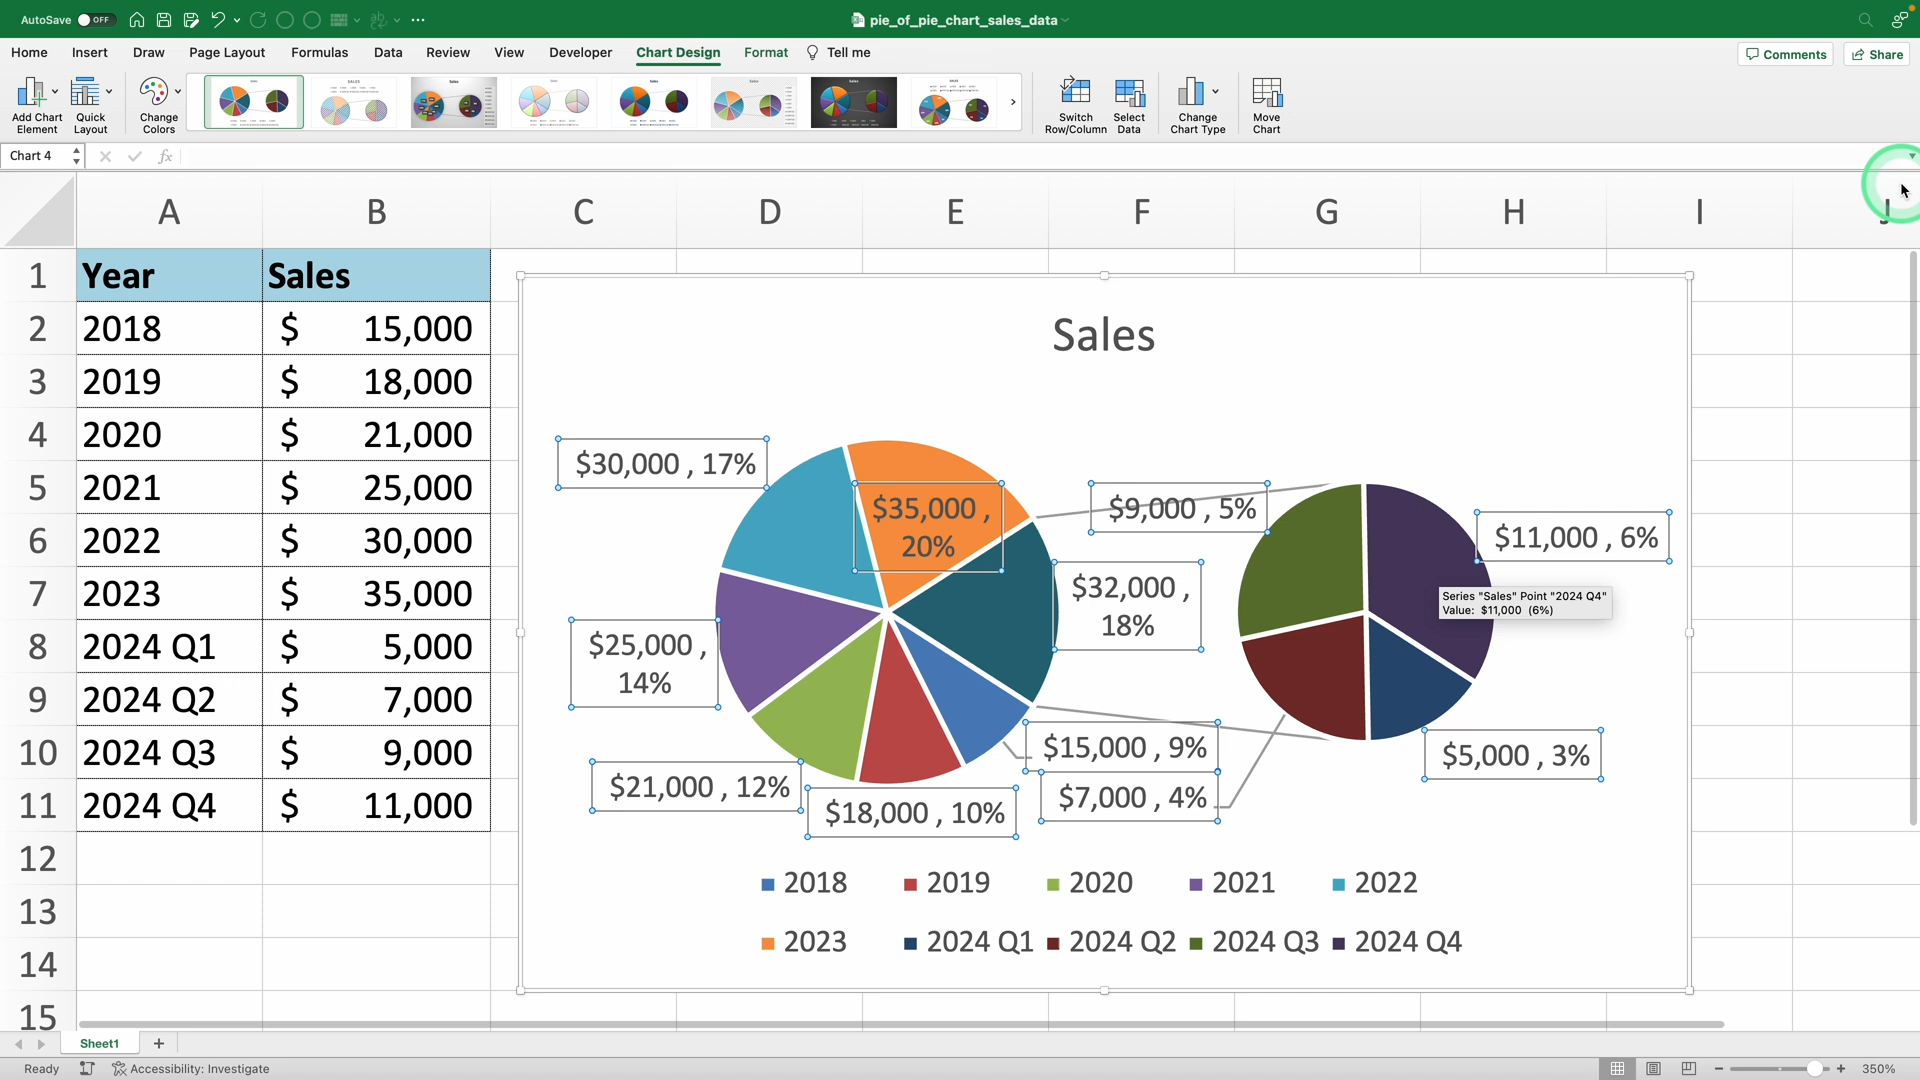 AutoSave OFF
pie_of_pie_chart_sales_data
Home Insert Draw Page Layout Formulas Data Review View Developer Chart Design Format Tell me
Comments Share
Add Chart Element
Quick Layout
Change Colors
Switch Row/Column
Select Data
Change Chart Type
Move Chart
Chart 4
fx
A B C D E F G H I J
1 Year Sales
2 2018 $ 15,000
3 2019 $ 18,000
4 2020 $ 21,000
5 2021 $ 25,000
6 2022 $ 30,000
7 2023 $ 35,000
8 2024 Q1 $ 5,000
9 2024 Q2 $ 7,000
10 2024 Q3 $ 9,000
11 2024 Q4 $ 11,000
12
13
14
15
Sales
$30,000 , 17%
$35,000 ,
20%
$9,000 , 5%
$11,000 , 6%
$32,000 ,
18%
Series "Sales" Point "2024 Q4"
Value: $11,000 (6%)
$25,000 ,
14%
$15,000 , 9%
$5,000 , 3%
$21,000 , 12%
$7,000 , 4%
$18,000 , 10%
2018 2019 2020 2021 2022
2023 2024 Q1 2024 Q2 2024 Q3 2024 Q4
Sheet1
Ready Accessibility: Investigate
350%